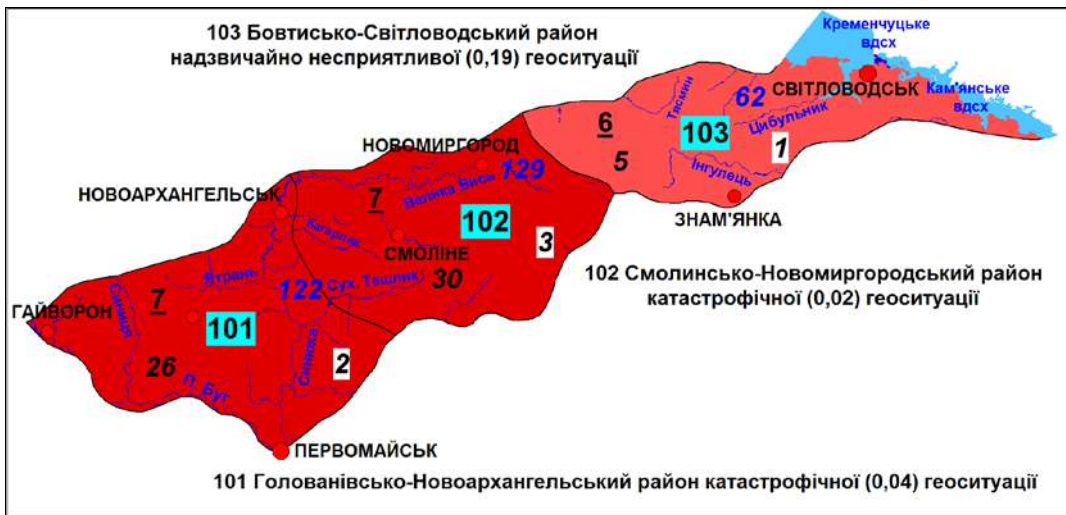 103 Бовтисько-Світловодський район
надзвичайно несприятливої (0,19) геоситуації
Кременчуцьке
вдсх
СВІТЛОВОДСЬК
Кам'янське
вдсх
Тясмин
62
Цибульник
6
103
5
1
Інгулець
ЗНАМ'ЯНКА
НОВОМИРГОРОД
129
Велика Вись
НОВОАРХАНГЕЛЬСЬК
7
102
Кагарлик
СМОЛІНЕ
3
30
102 Смолинсько-Новомиргородський район
катастрофічної (0,02) геоситуації
Ятрань
122
Сух. Ташлик
Синиця
7
ГАЙВОРОН
101
26
Синюха
2
П. Буг
ПЕРВОМАЙСЬК
101 Голованівсько-Новоархангельський район катастрофічної (0,04) геоситуації